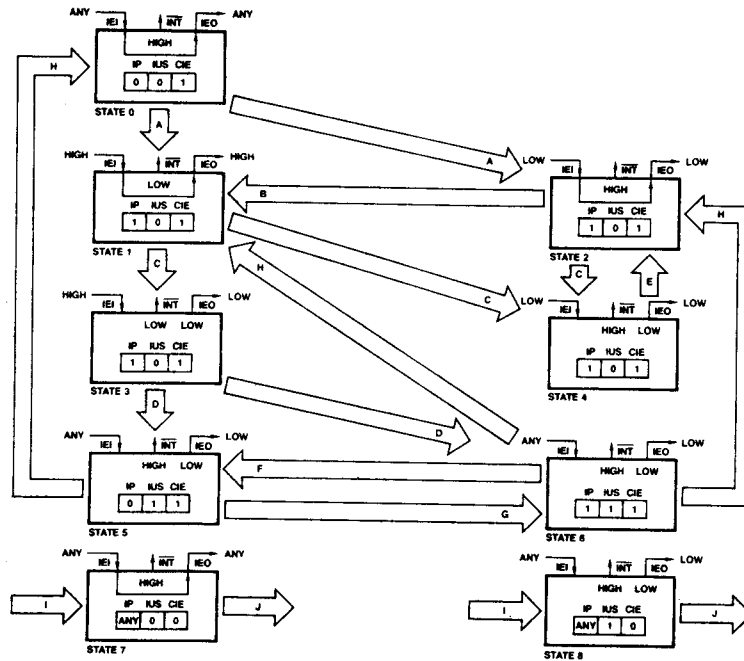 ANY IEI INT IEO ANY
HIGH
IP IUS CIE
0 0 1
STATE 0
H
A
A
HIGH IEI INT IEO HIGH
LOW
IP IUS CIE
1 0 1
STATE 1
B
LOW IEI INT IEO LOW
HIGH
IP IUS CIE
1 0 1
STATE 2
H
C
H
C
C
E
HIGH IEI INT IEO LOW
LOW LOW
IP IUS CIE
1 0 1
STATE 3
LOW IEI INT IEO LOW
HIGH LOW
IP IUS CIE
1 0 1
STATE 4
D
D
ANY IEI INT IEO LOW
HIGH LOW
IP IUS CIE
0 1 1
STATE 5
F
G
ANY IEI INT IEO LOW
HIGH LOW
IP IUS CIE
1 1 1
STATE 6
I
ANY IEI INT IEO ANY
HIGH
IP IUS CIE
ANY 0 0
STATE 7
J
I
ANY IEI INT IEO LOW
HIGH LOW
IP IUS CIE
ANY 1 0
STATE 8
J